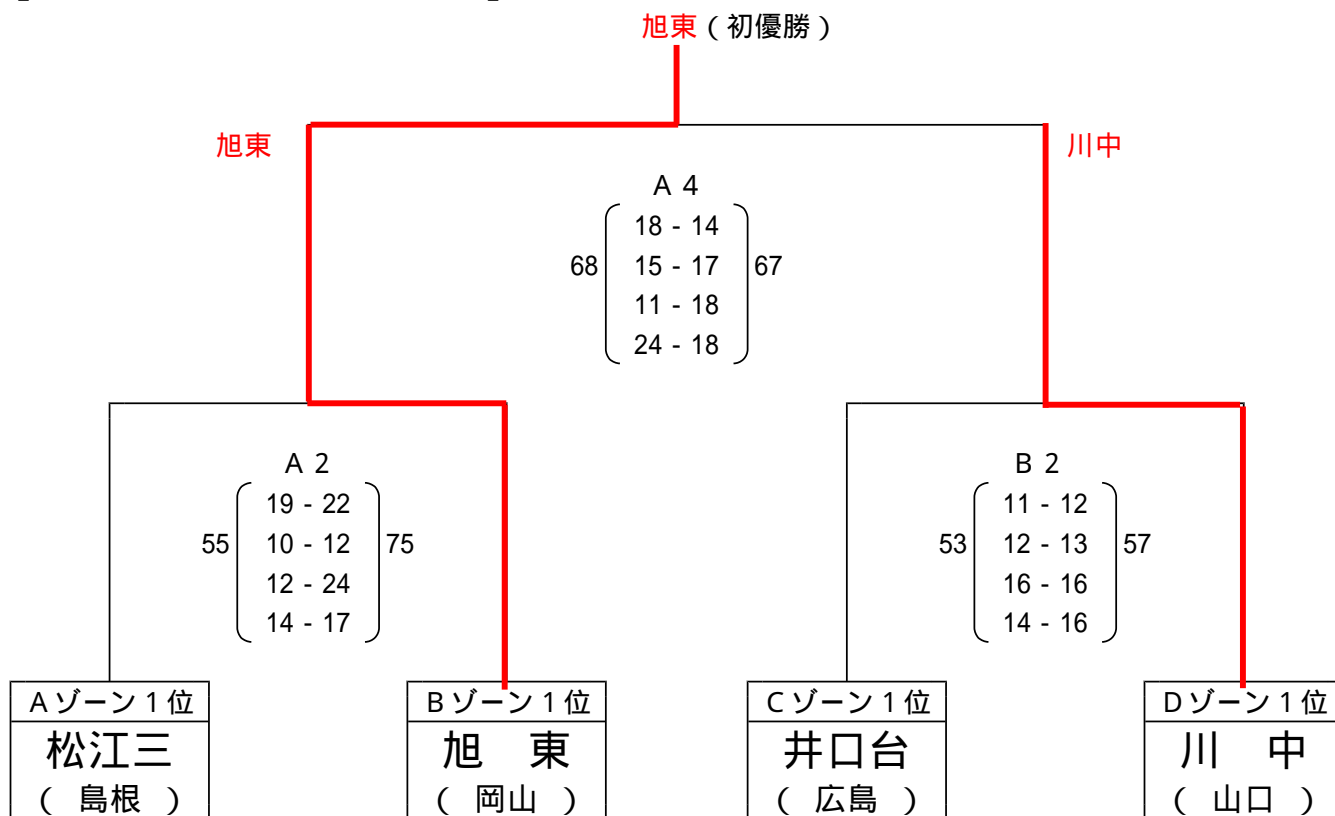 旭東 ( 初優勝 )
旭東
川中
A 4
18 - 14
68 15 - 17 67
11 - 18
24 - 18
A 2
19 - 22
55 10 - 12 75
12 - 24
14 - 17
B 2
11 - 12
53 12 - 13 57
16 - 16
14 - 16
Aゾーン1位
松江三
( 島根 )
Bゾーン1位
旭 東
( 岡山 )
Cゾーン1位
井口台
( 広島 )
Dゾーン1位
川 中
( 山口 )